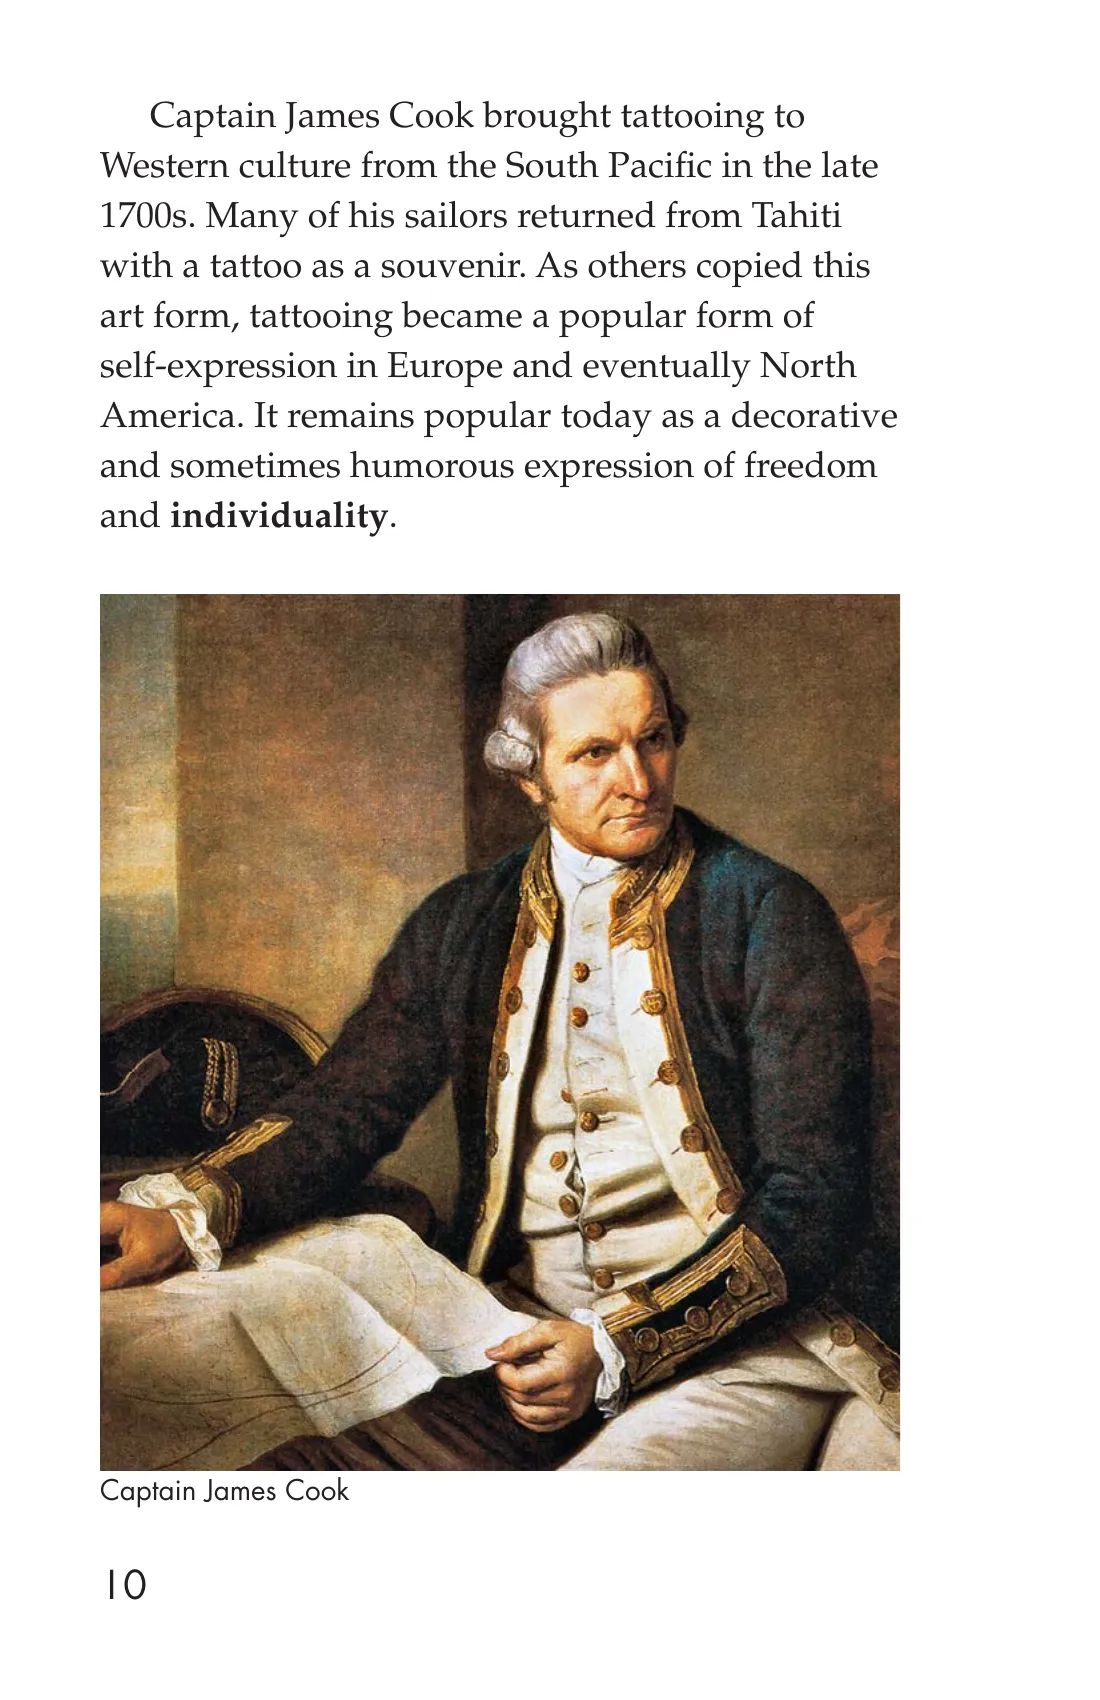 Captain James Cook brought tattooing to
Western culture from the South Pacific in the late
1700s. Many of his sailors returned from Tahiti
with a tattoo as a souvenir. As others copied this
art form, tattooing became a popular form of
self-expression in Europe and eventually North
America. It remains popular today as a decorative
and sometimes humorous expression of freedom
and individuality.
Captain James Cook
10